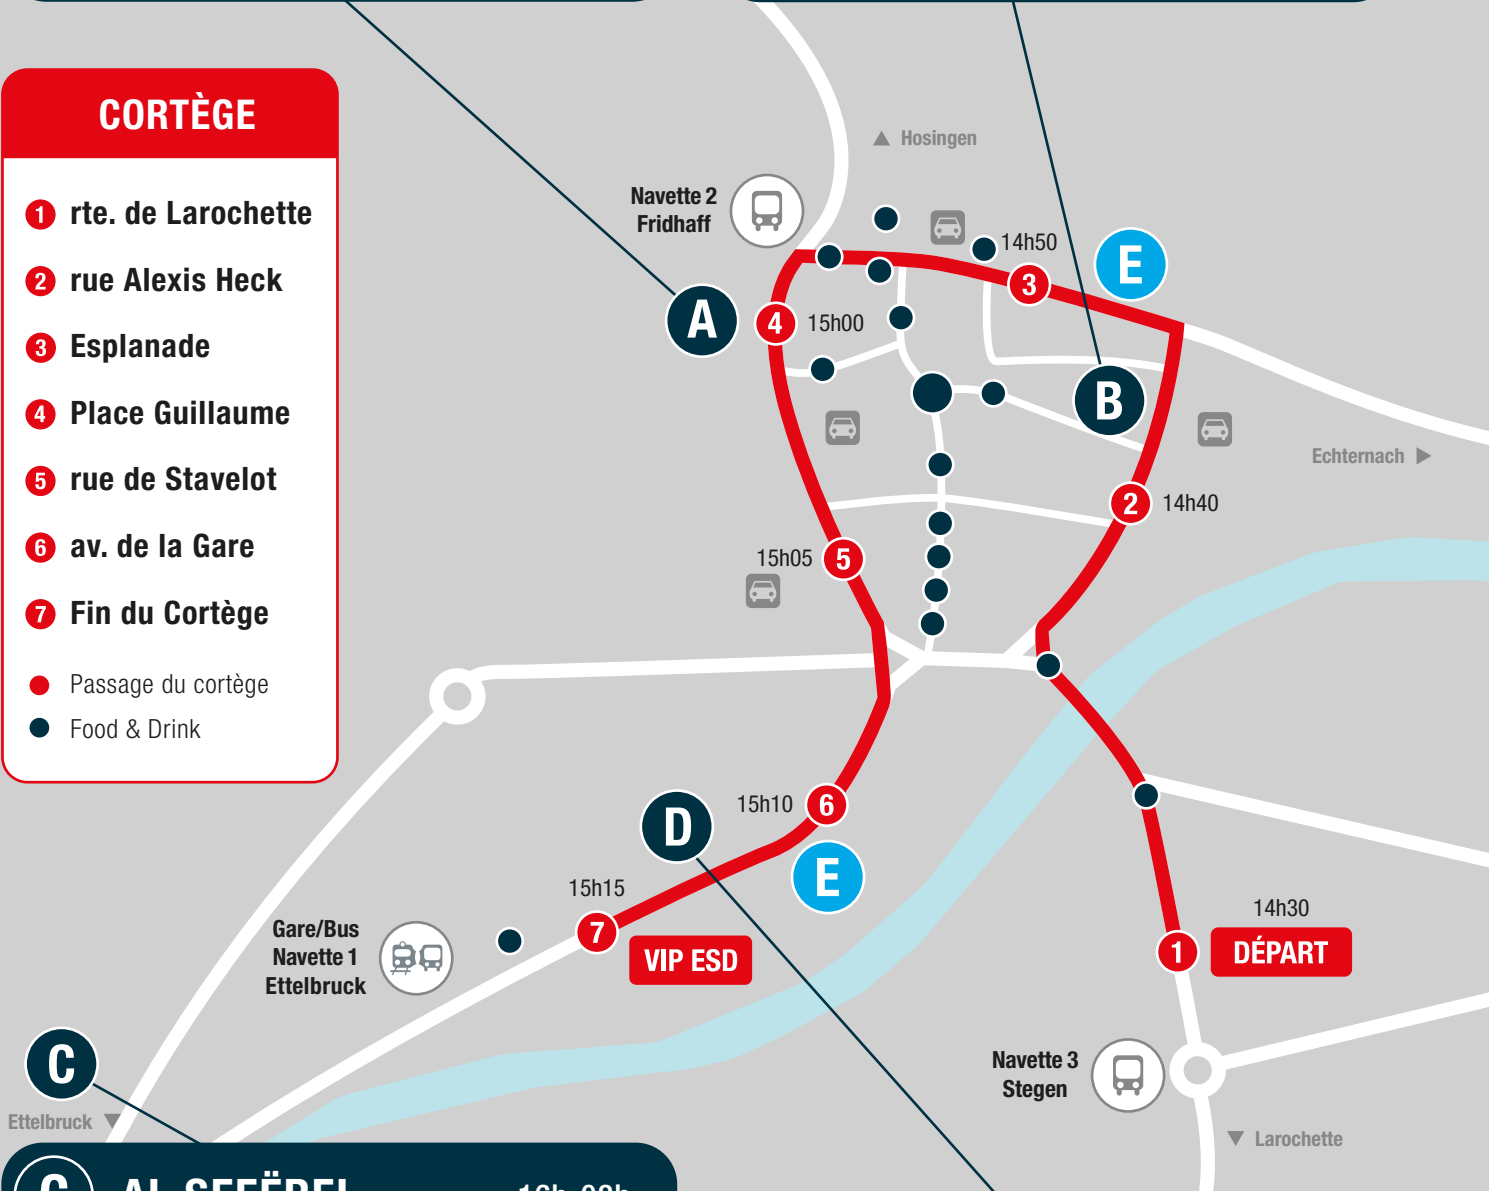 CORTÈGE
1 rte. de Larochette
2 rue Alexis Heck
3 Esplanade
4 Place Guillaume
5 rue de Stavelot
6 av. de la Gare
7 Fin du Cortège
Passage du cortège
Food & Drink
Hosingen
Navette 2
Fridhaff
14h50
E
3
A
4
15h00
B
Echternach
2
14h40
15h05
5
15h10
6
D
E
15h15
7
VIP ESD
Gare/Bus
Navette 1
Ettelbruck
14h30
1
DÉPART
Navette 3
Stegen
C
Ettelbruck
Larochette